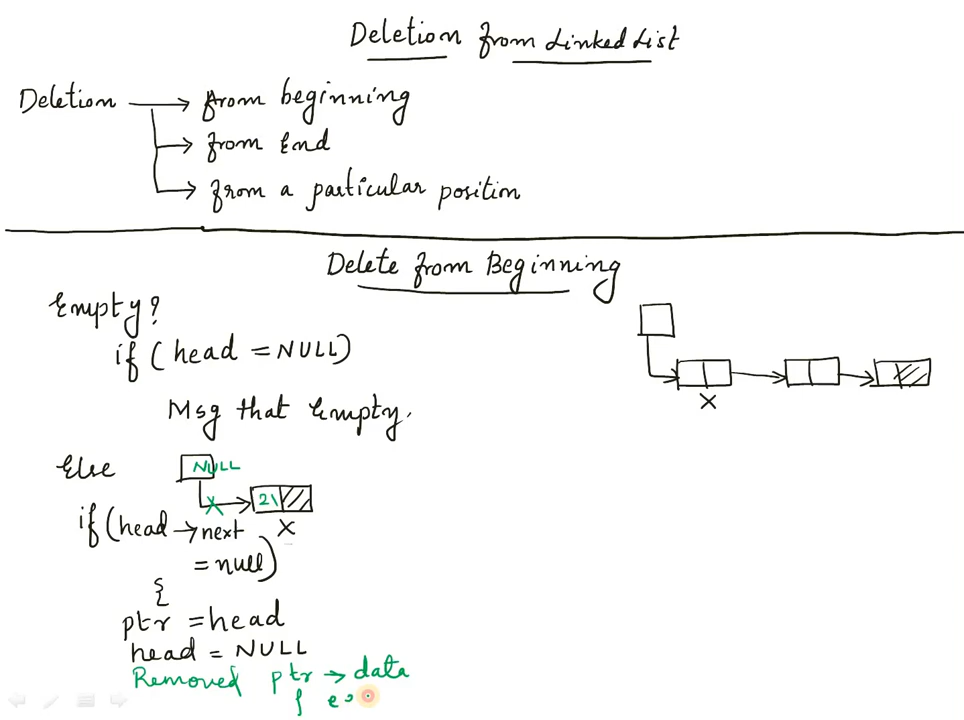 Deletion from Linked List
Deletion → from beginning
→ from End
→ from a particular position
Delete from Beginning
Empty?
if (head = NULL)
Msg that Empty.
Else
NULL
21
X
if (head → next
= null)
{
ptr = head
head = NULL
Removed ptr → data
X